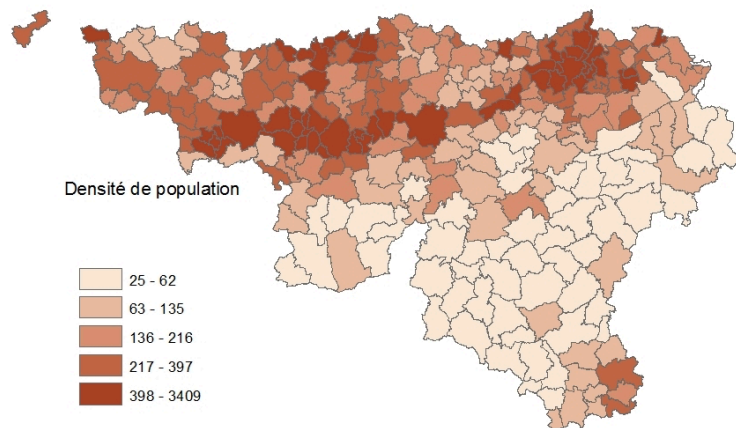 Densité de population
25 - 62
63 - 135
136 - 216
217 - 397
398 - 3409